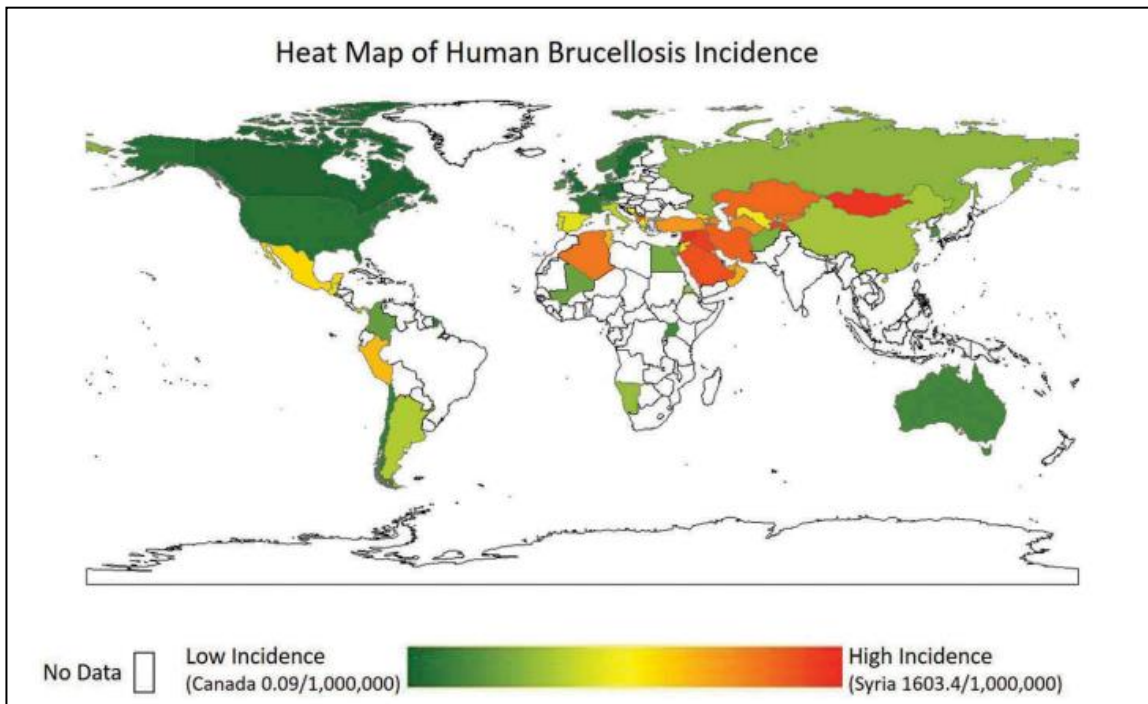 Heat Map of Human Brucellosis Incidence
No Data
Low Incidence
(Canada 0.09/1,000,000)
High Incidence
(Syria 1603.4/1,000,000)